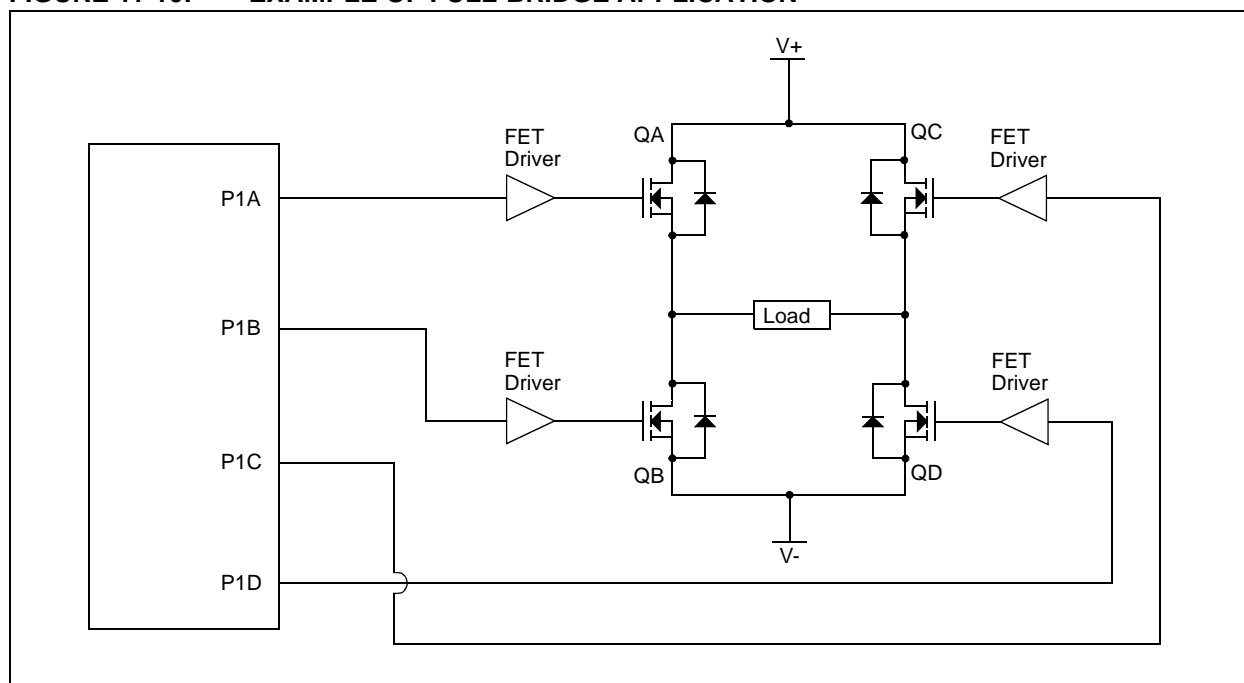 V+
QA
QC
FET
Driver
FET
Driver
P1A
P1B
Load
FET
Driver
FET
Driver
P1C
QB
QD
V-
P1D